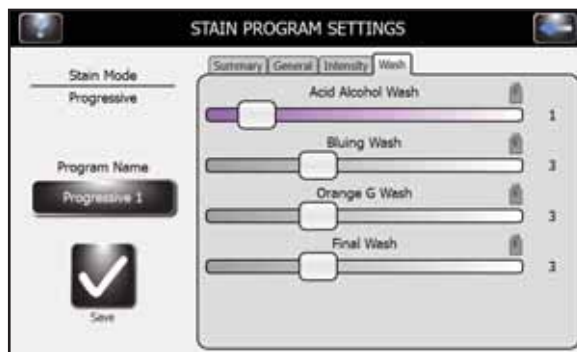 STAIN PROGRAM SETTINGS
Stain Mode
Progressive
Program Name
Progressive 1
Save
Summary General Intensity Wash
Acid Alcohol Wash
1
Bluing Wash
3
Orange G Wash
3
Final Wash
3